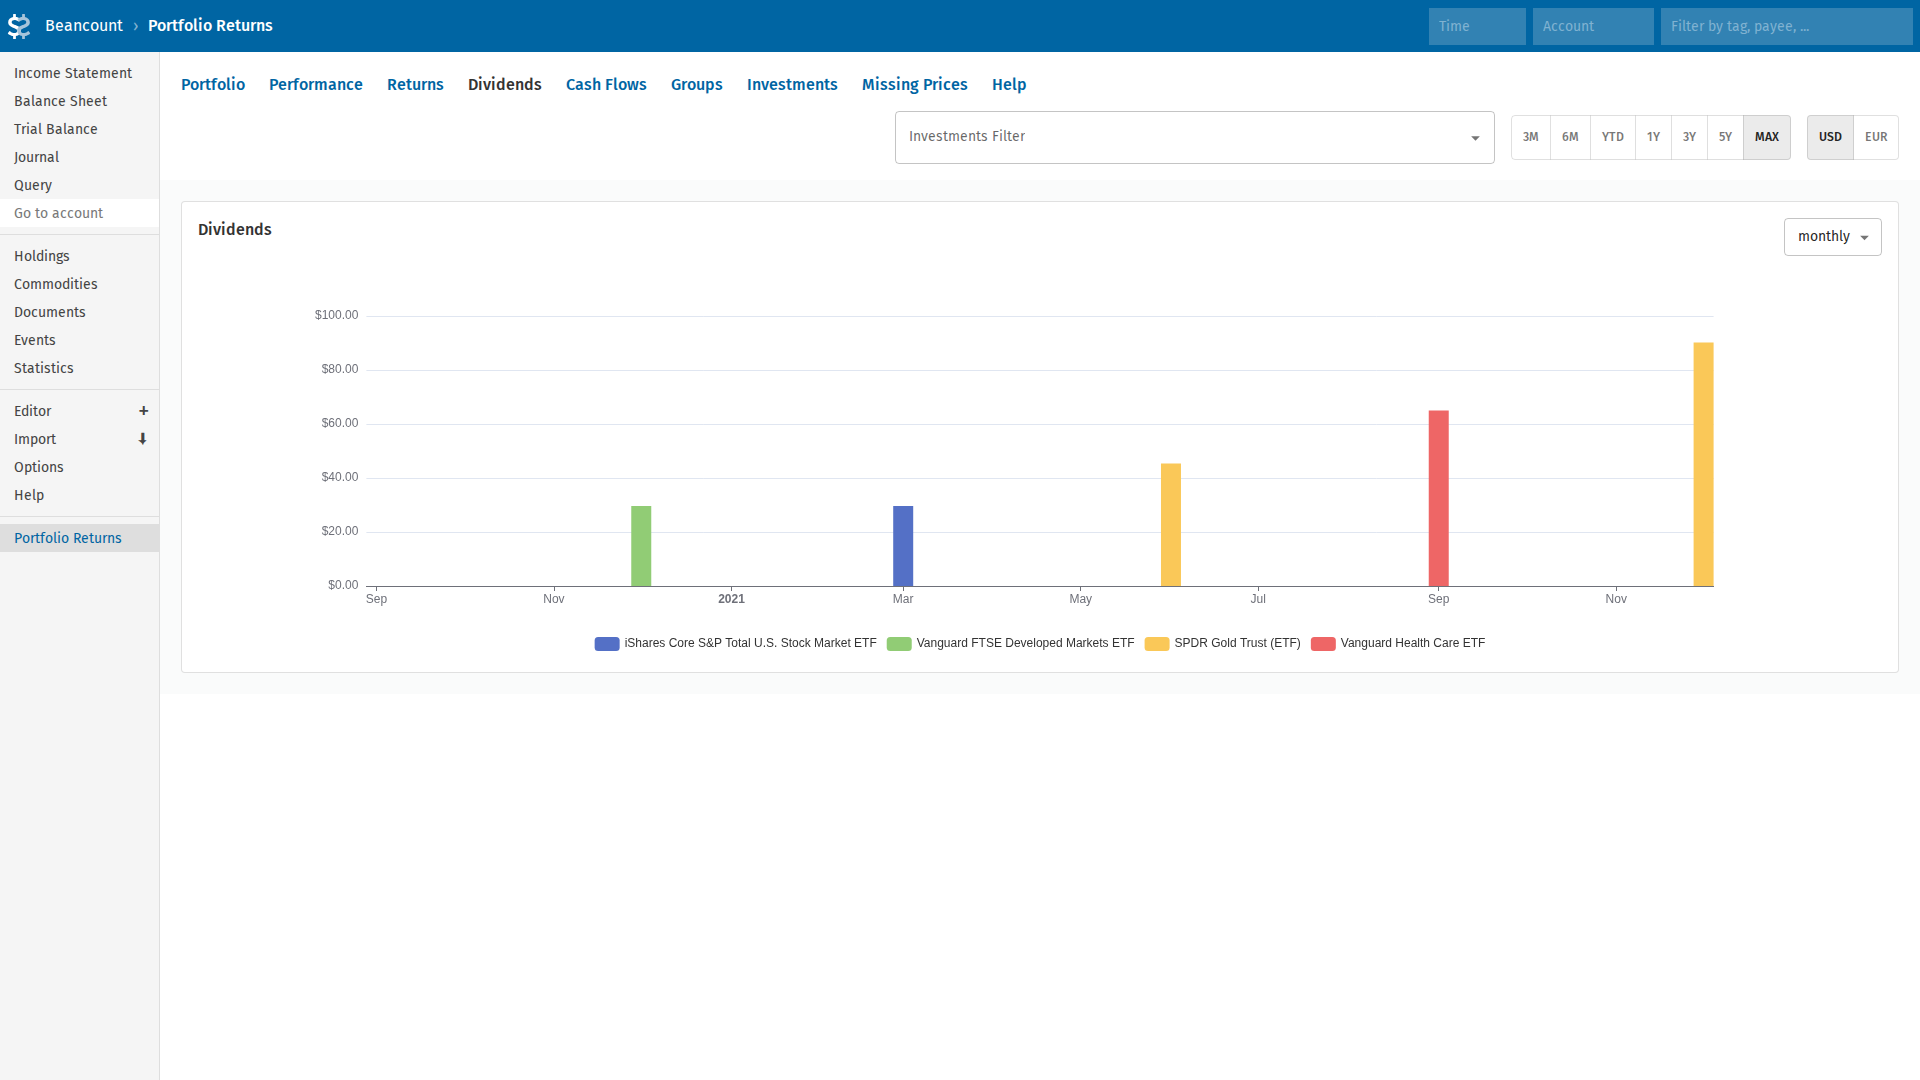 Beancount › Portfolio Returns
Time
Account
Filter by tag, payee, ...
Income Statement
Balance Sheet
Trial Balance
Journal
Query
Go to account
Holdings
Commodities
Documents
Events
Statistics
Editor +
Import
Options
Help
Portfolio Returns
Portfolio Performance Returns Dividends Cash Flows Groups Investments Missing Prices Help
Investments Filter
3M 6M YTD 1Y 3Y 5Y MAX
USD EUR
Dividends
monthly
$100.00
$80.00
$60.00
$40.00
$20.00
$0.00
Sep Nov 2021 Mar May Jul Sep Nov
iShares Core S&P Total U.S. Stock Market ETF Vanguard FTSE Developed Markets ETF SPDR Gold Trust (ETF) Vanguard Health Care ETF